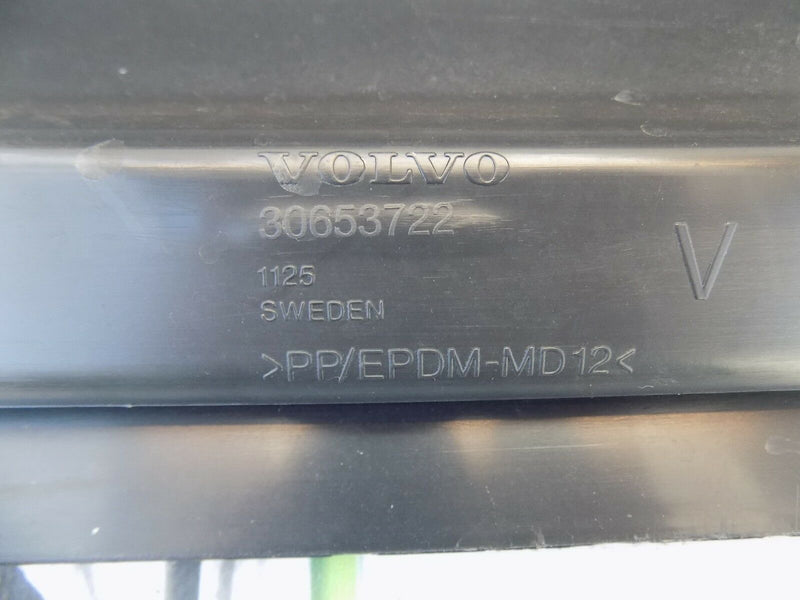 VOLVO
30653722
V
1125
SWEDEN
>PP/EPDM-MD12<